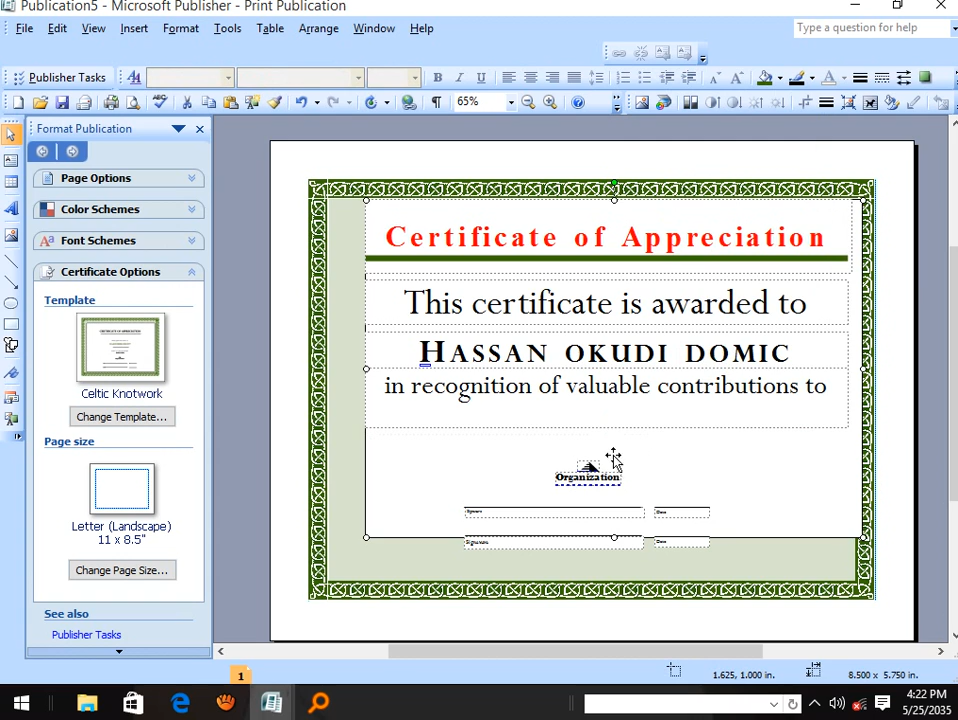 Publication5 - Microsoft Publisher - Print Publication
File Edit View Insert Format Tools Table Arrange Window Help
Type a question for help
Publisher Tasks
B I U
65%
Format Publication
Page Options
Color Schemes
Font Schemes
Certificate Options
Template
Celtic Knotwork
Change Template...
Page size
Letter (Landscape)
11 x 8.5"
Change Page Size...
See also
Publisher Tasks
Certificate of Appreciation
This certificate is awarded to
HASSAN OKUDI DOMIC
in recognition of valuable contributions to
Organization
Signature Date
1
1.625, 1.000 in.
8.500 x 5.750 in.
4:22 PM
5/25/2035